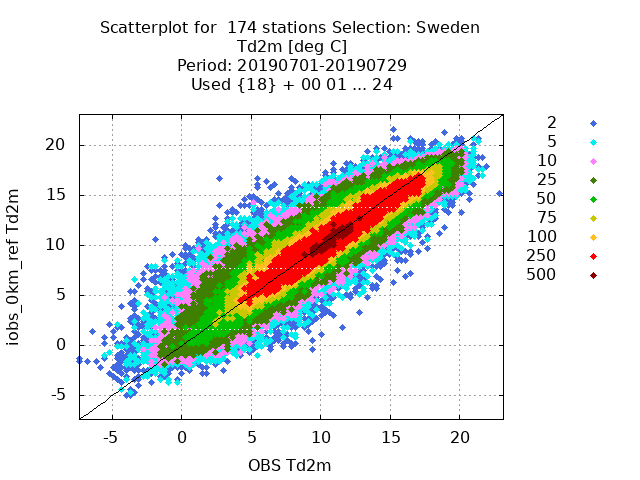 Scatterplot for  174 stations Selection: Sweden
Td2m [deg C]
Period: 20190701-20190729
Used {18} + 00 01 ... 24
iobs_0km_ref Td2m
20
15
10
5
0
-5
-5 0 5 10 15 20
OBS Td2m
2
5
10
25
50
75
100
250
500